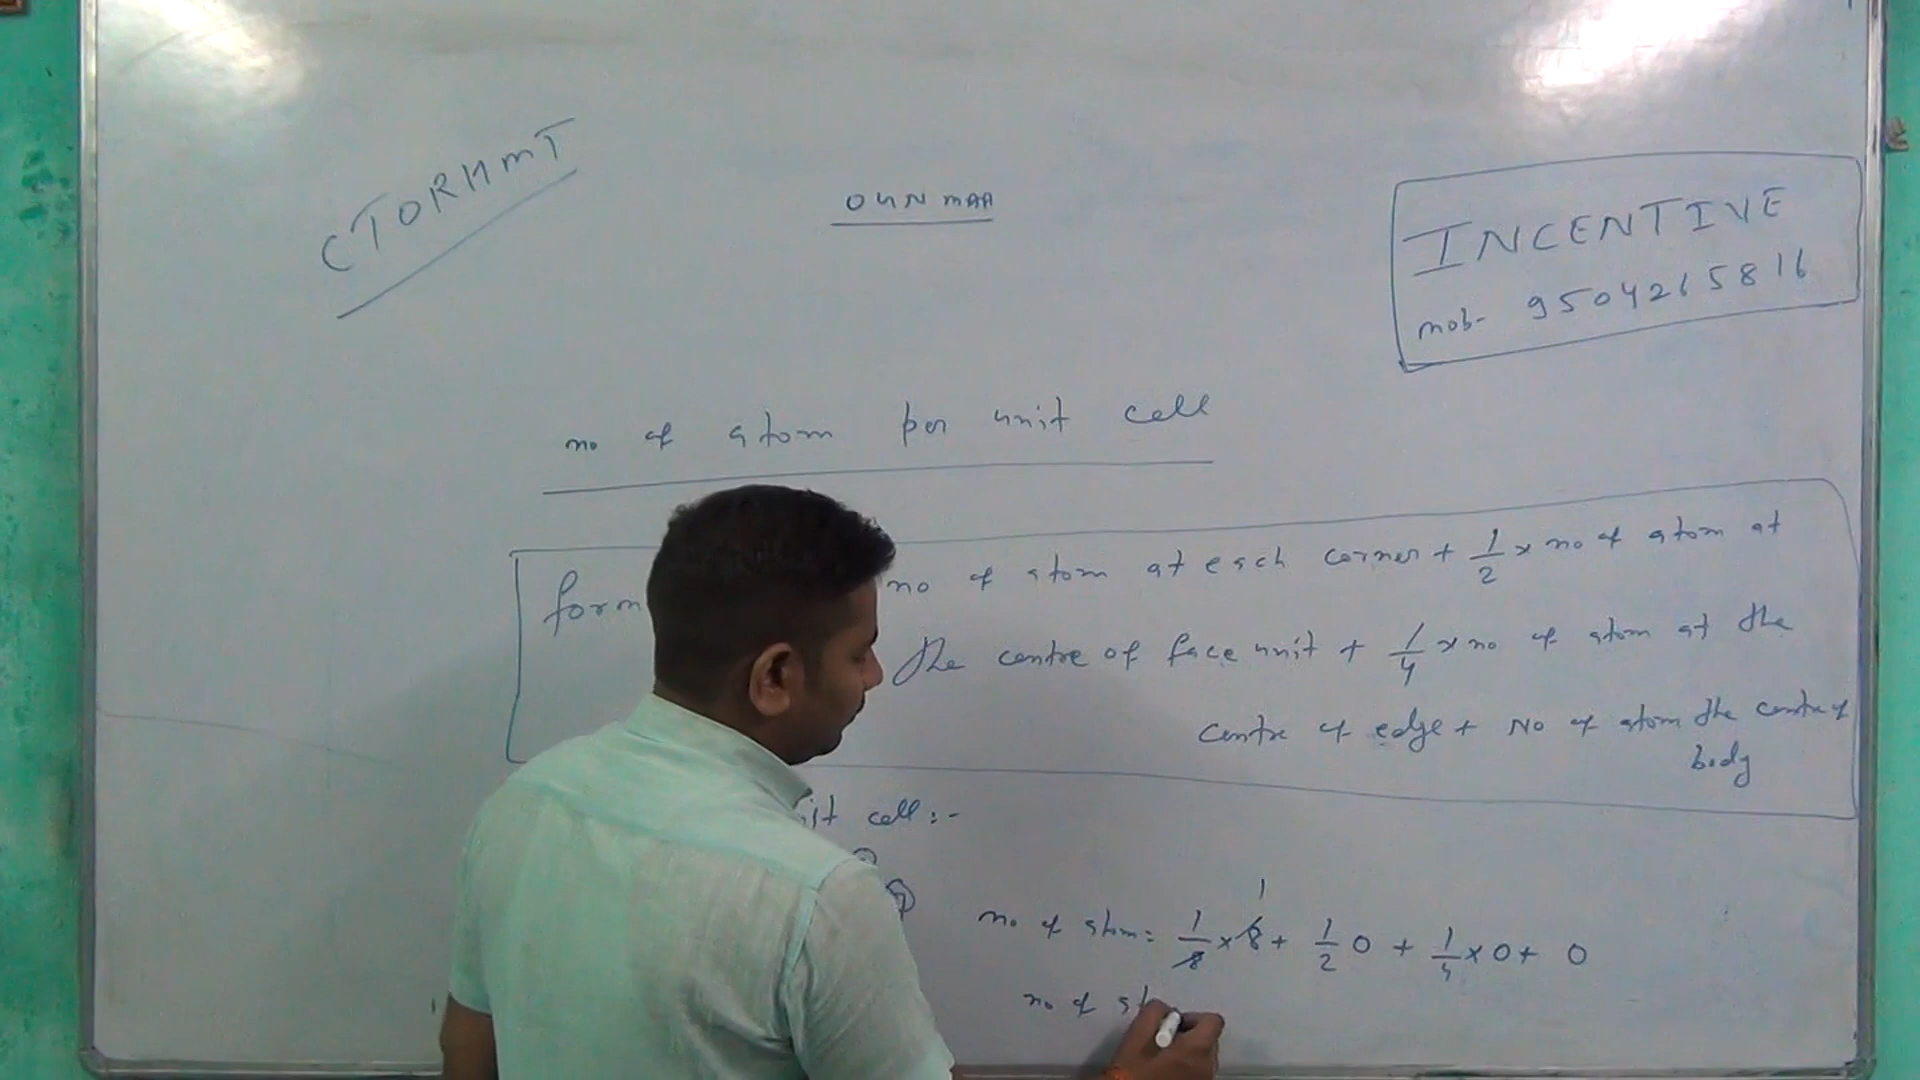 CTORHMT
OHN MAA
INCENTIVE
mob- 9504265816
no of atom per unit cell
form
no of atom at each corner + 1/2 x no of atom at
the centre of face unit + 1/4 x no of atom at the
centre of edge + No of atom the centre of
body
it cell :-
no of atom = 1/8 x 8 + 1/2 0 + 1/4 x 0 + 0
1
no of at